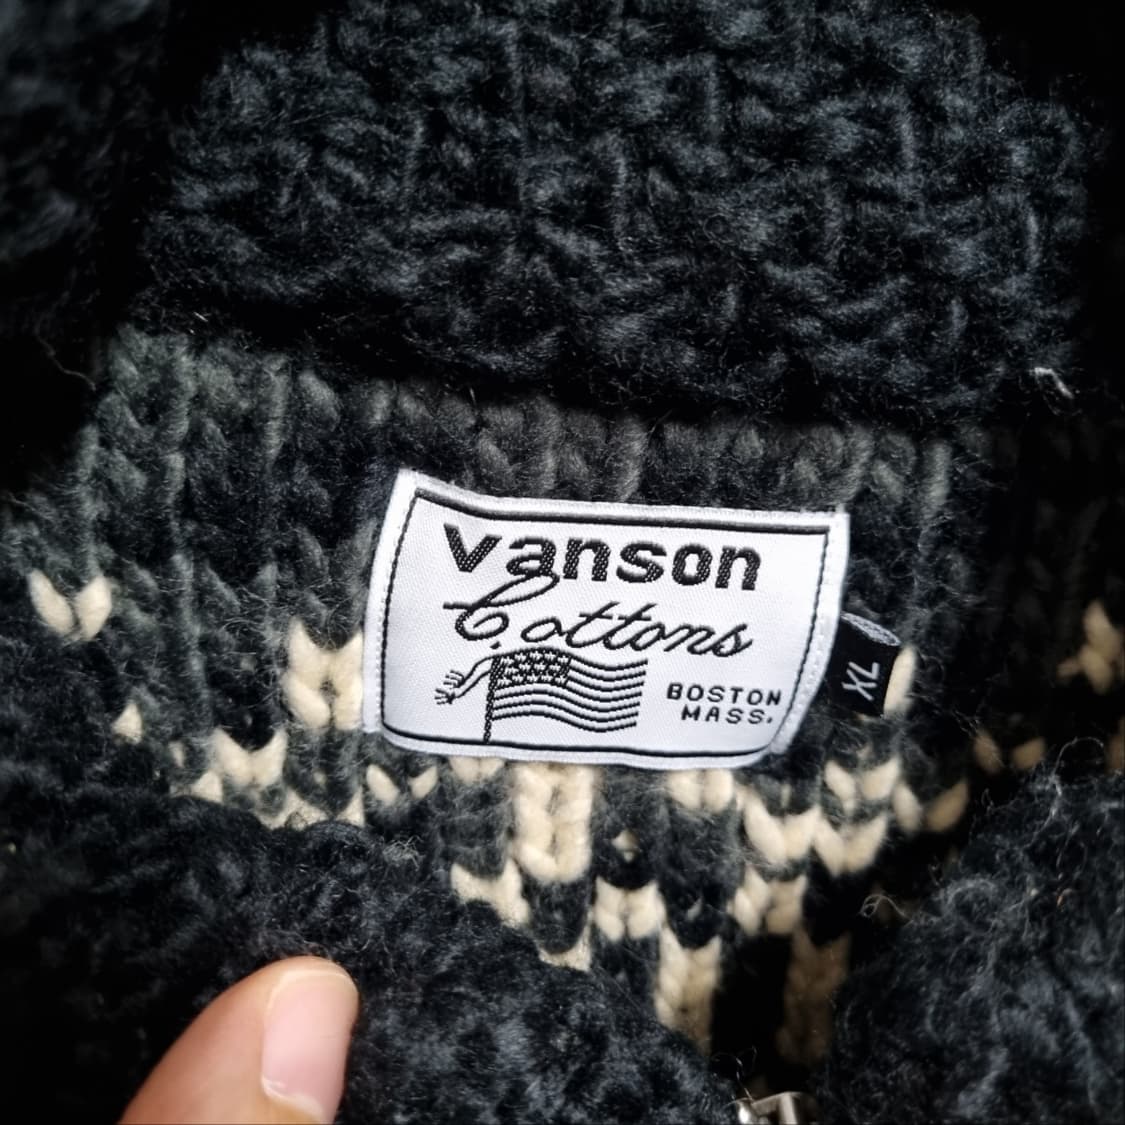 Vanson
Cottons
BOSTON
MASS.
XL